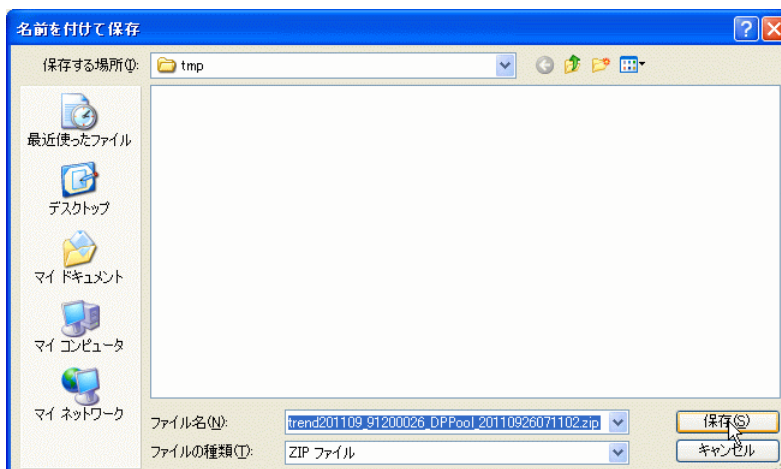 名前を付けて保存
保存する場所(I):
tmp
最近使ったファイル
デスクトップ
マイ ドキュメント
マイ コンピュータ
マイ ネットワーク
ファイル名(N):
trend201109_91200026_DPPool_20110926071102.zip
保存(S)
ファイルの種類(T):
ZIP ファイル
キャンセル